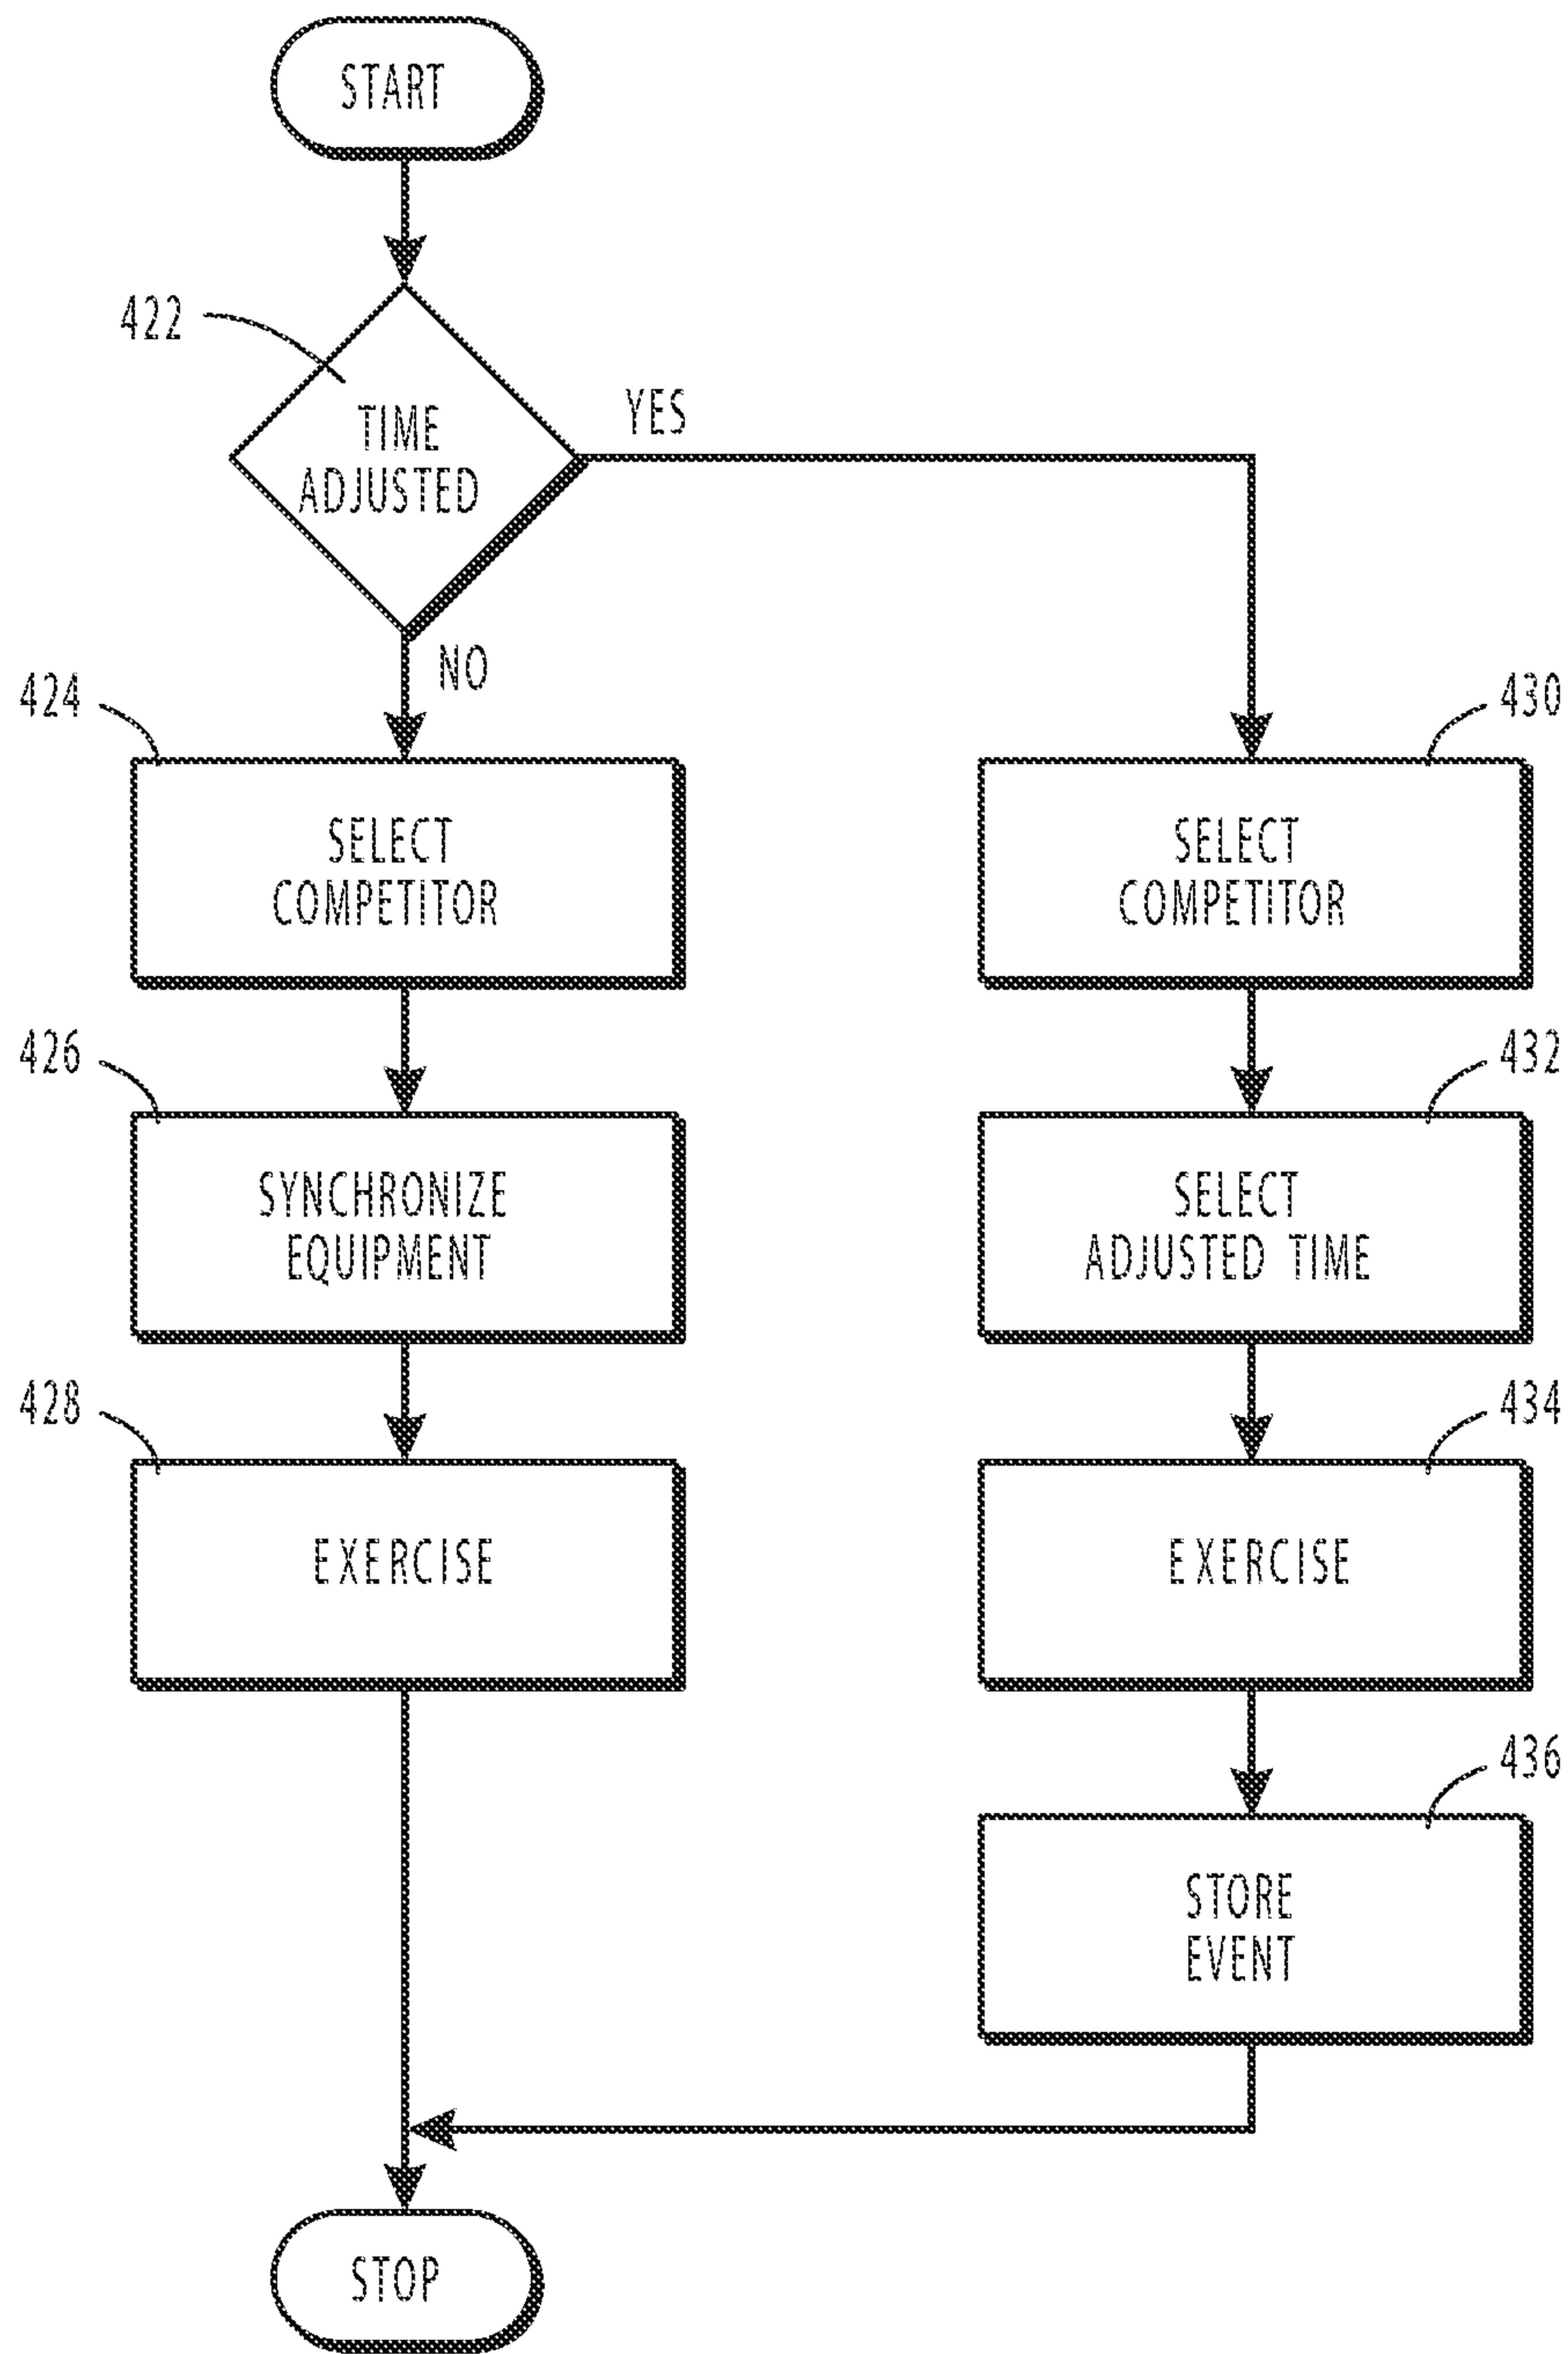 START
422
TIME
ADJUSTED
YES
NO
424
SELECT
COMPETITOR
430
SELECT
COMPETITOR
426
SYNCHRONIZE
EQUIPMENT
432
SELECT
ADJUSTED TIME
428
EXERCISE
434
EXERCISE
436
STORE
EVENT
STOP